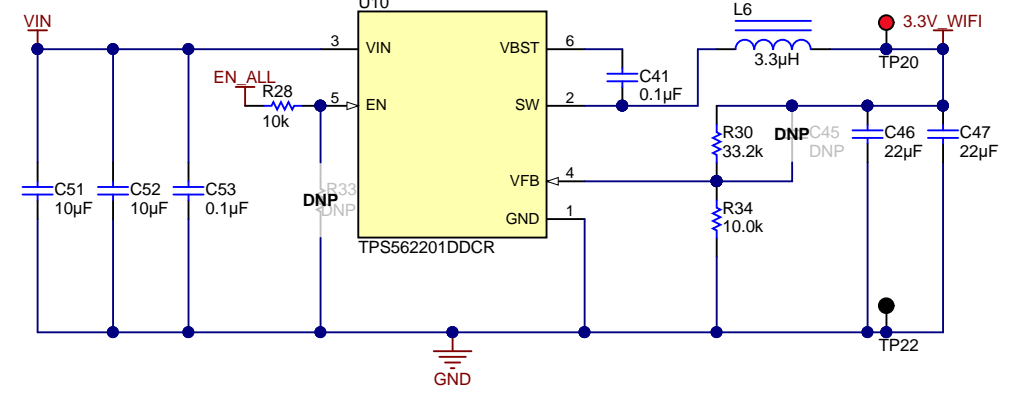 U10
L6
VIN
3.3V_WIFI
3
VIN
VBST
6
3.3µH
TP20
EN_ALL
R28
10k
5
EN
SW
2
C41
0.1µF
R30
33.2k
DNP
C45
DNP
C46
22µF
C47
22µF
VFB
4
C51
10µF
C52
10µF
C53
0.1µF
R33
DNP
DNP
GND
1
R34
10.0k
TPS562201DDCR
TP22
GND